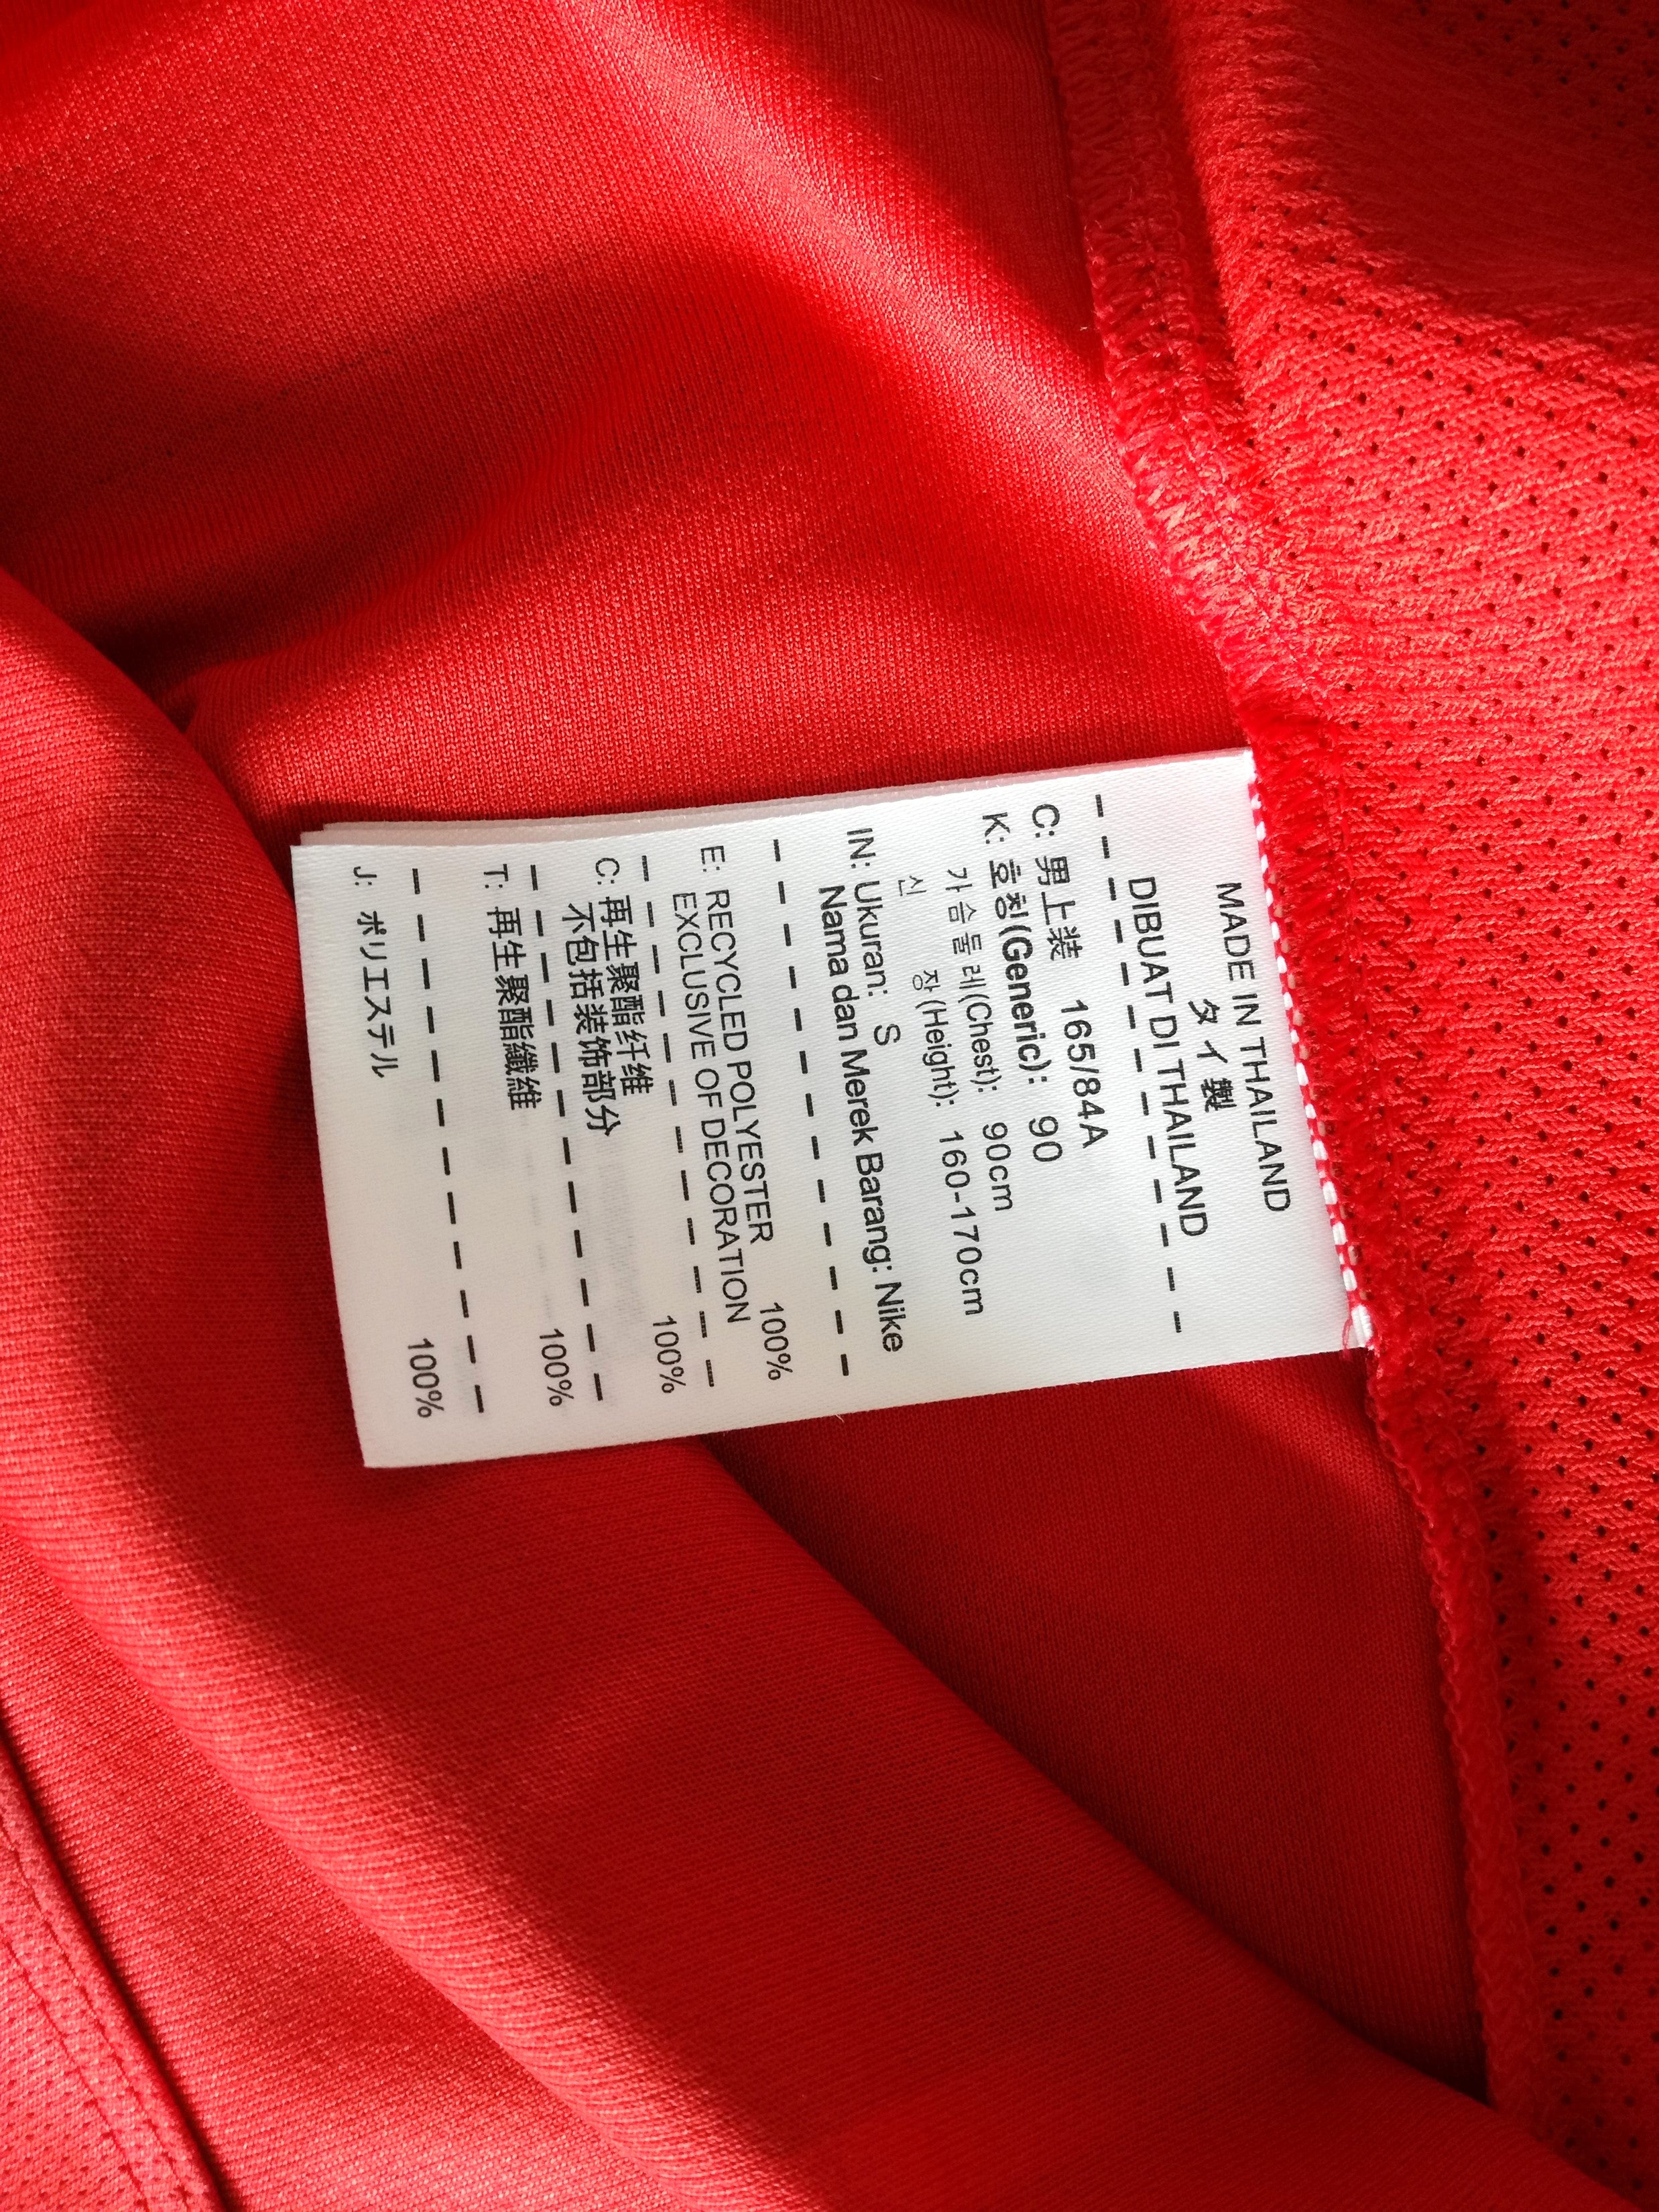 MADE IN THAILAND
タイ製
DIBUAT DI THAILAND
C: 男上装 165/84A
K: 호칭(Generic): 90
가슴둘레(Chest): 90cm
신 장(Height): 160-170cm
IN: Ukuran: S
Nama dan Merek Barang: Nike
E: RECYCLED POLYESTER 100%
EXCLUSIVE OF DECORATION
C: 再生聚酯纤维 100%
不包括装饰部分
T: 再生聚酯纖維 100%
J: ポリエステル 100%